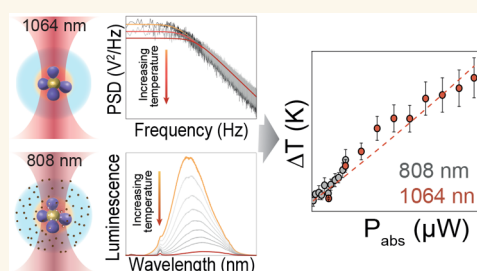 1064 nm
PSD (V²/Hz)
Increasing
temperature
Frequency (Hz)
808 nm
Luminescence
Increasing
temperature
Wavelength (nm)
ΔT (K)
808 nm
1064 nm
P_abs (µW)